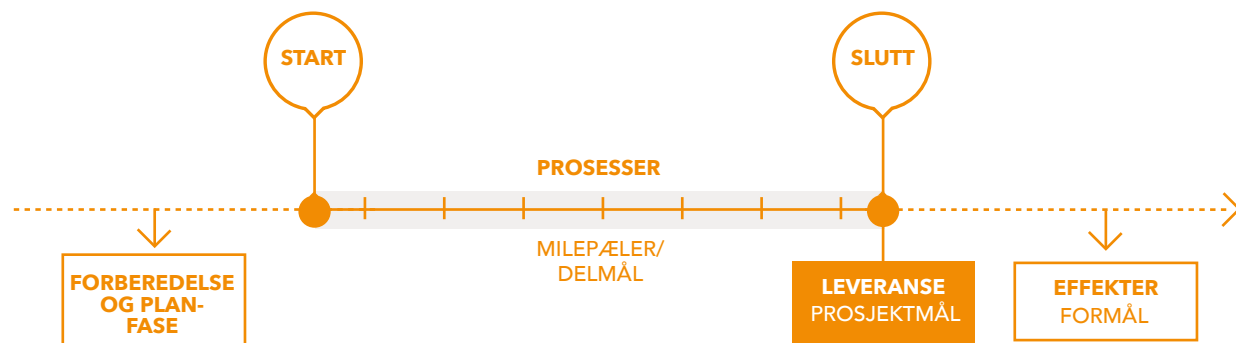 START
SLUTT
PROSESSER
MILEPÆLER/
DELMÅL
FORBEREDELSE
OG PLAN-
FASE
LEVERANSE
PROSJEKTMÅL
EFFEKTER
FORMÅL